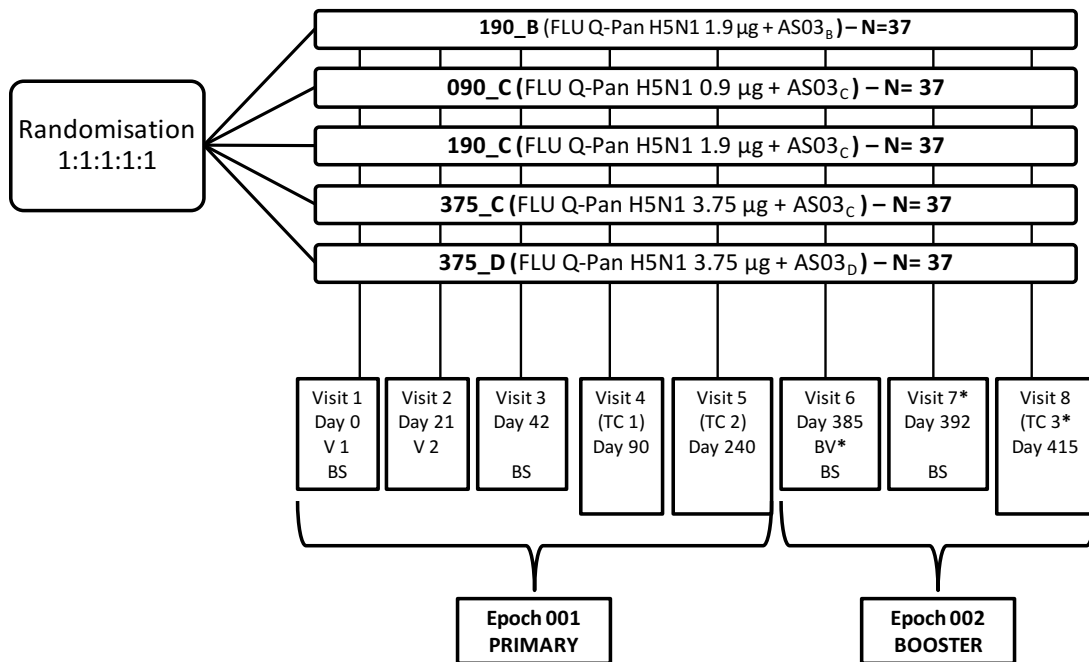 190_B (FLU Q-Pan H5N1 1.9 µg + AS03B) – N=37
090_C (FLU Q-Pan H5N1 0.9 µg + AS03C) – N= 37
Randomisation
1:1:1:1:1
190_C (FLU Q-Pan H5N1 1.9 µg + AS03C) – N= 37
375_C (FLU Q-Pan H5N1 3.75 µg + AS03C) – N= 37
375_D (FLU Q-Pan H5N1 3.75 µg + AS03D) – N= 37
Visit 1
Day 0
V 1
BS
Visit 2
Day 21
V 2
Visit 3
Day 42
BS
Visit 4
(TC 1)
Day 90
Visit 5
(TC 2)
Day 240
Visit 6
Day 385
BV*
BS
Visit 7*
Day 392
BS
Visit 8
(TC 3*
Day 415
Epoch 001
PRIMARY
Epoch 002
BOOSTER